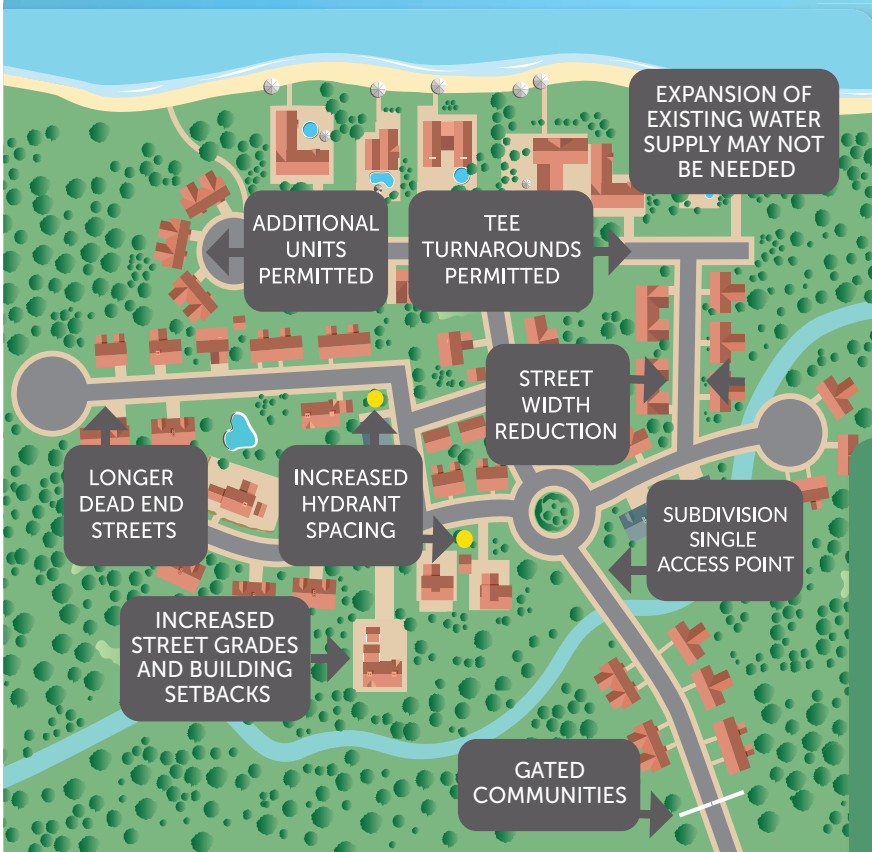 EXPANSION OF
EXISTING WATER
SUPPLY MAY NOT
BE NEEDED
ADDITIONAL
UNITS
PERMITTED
TEE
TURNAROUNDS
PERMITTED
STREET
WIDTH
REDUCTION
LONGER
DEAD END
STREETS
INCREASED
HYDRANT
SPACING
SUBDIVISION
SINGLE
ACCESS POINT
INCREASED
STREET GRADES
AND BUILDING
SETBACKS
GATED
COMMUNITIES